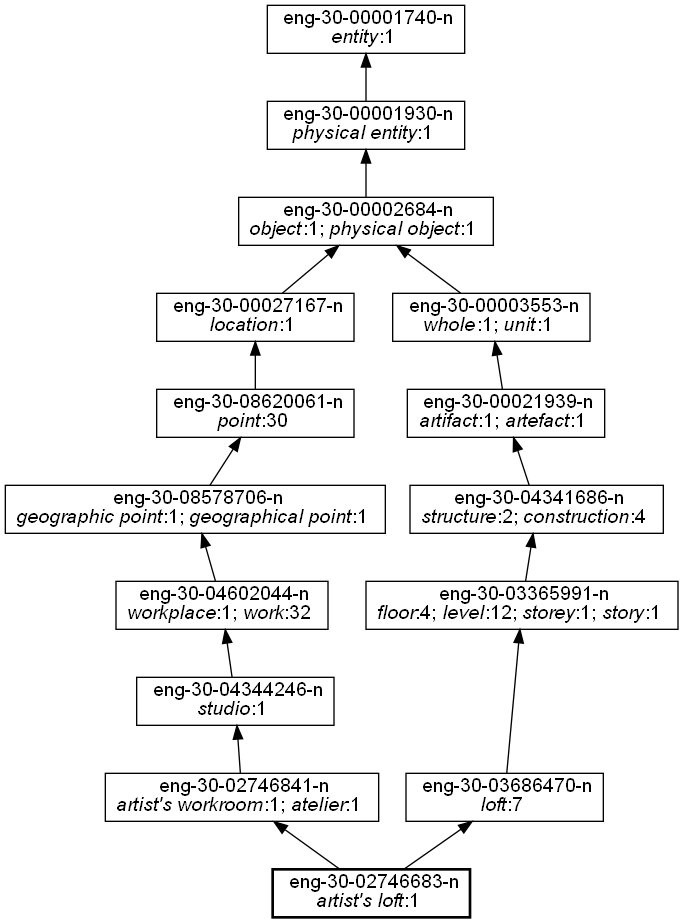 eng-30-00001740-n
entity:1
eng-30-00001930-n
physical entity:1
eng-30-00002684-n
object:1; physical object:1
eng-30-00027167-n
location:1
eng-30-00003553-n
whole:1; unit:1
eng-30-08620061-n
point:30
eng-30-00021939-n
artifact:1; artefact:1
eng-30-08578706-n
geographic point:1; geographical point:1
eng-30-04341686-n
structure:2; construction:4
eng-30-04602044-n
workplace:1; work:32
eng-30-03365991-n
floor:4; level:12; storey:1; story:1
eng-30-04344246-n
studio:1
eng-30-02746841-n
artist's workroom:1; atelier:1
eng-30-03686470-n
loft:7
eng-30-02746683-n
artist's loft:1